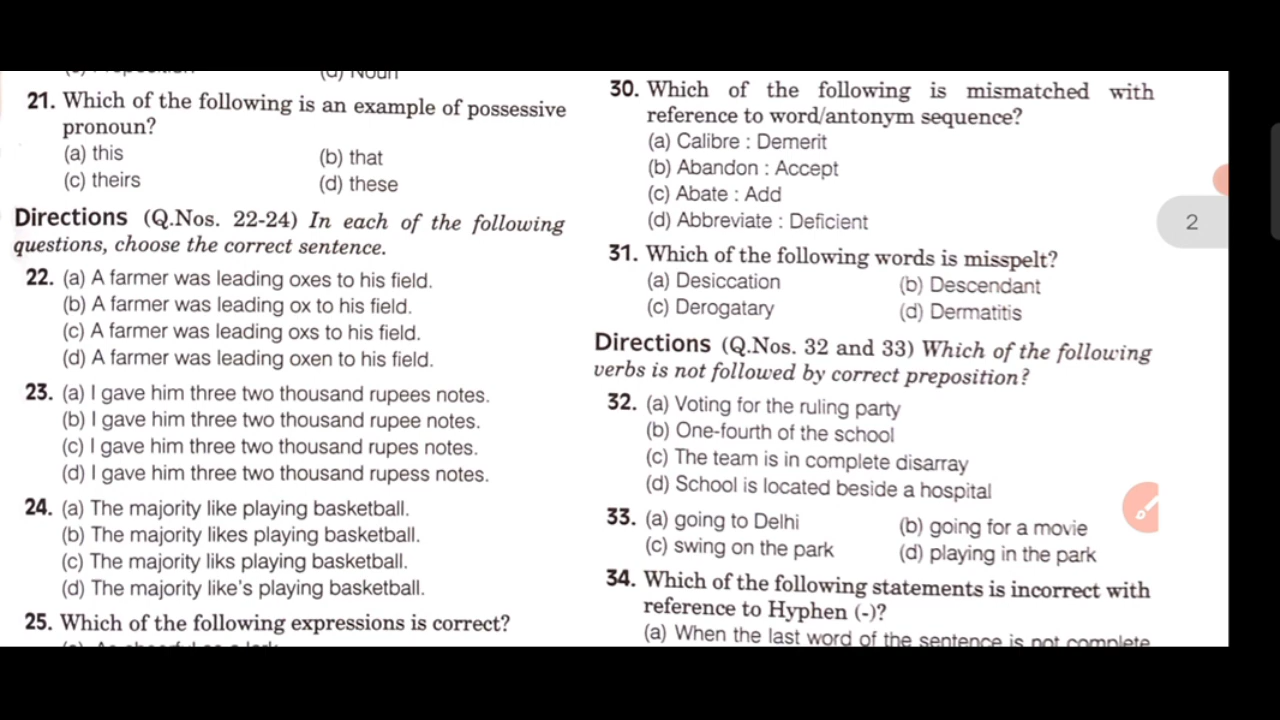 (d) Noun
21. Which of the following is an example of possessive
pronoun?
(a) this (b) that
(c) theirs (d) these
Directions (Q.Nos. 22-24) In each of the following
questions, choose the correct sentence.
22. (a) A farmer was leading oxes to his field.
(b) A farmer was leading ox to his field.
(c) A farmer was leading oxs to his field.
(d) A farmer was leading oxen to his field.
23. (a) I gave him three two thousand rupees notes.
(b) I gave him three two thousand rupee notes.
(c) I gave him three two thousand rupes notes.
(d) I gave him three two thousand rupess notes.
24. (a) The majority like playing basketball.
(b) The majority likes playing basketball.
(c) The majority liks playing basketball.
(d) The majority like's playing basketball.
25. Which of the following expressions is correct?
30. Which of the following is mismatched with
reference to word/antonym sequence?
(a) Calibre : Demerit
(b) Abandon : Accept
(c) Abate : Add
(d) Abbreviate : Deficient
31. Which of the following words is misspelt?
(a) Desiccation (b) Descendant
(c) Derogatary (d) Dermatitis
Directions (Q.Nos. 32 and 33) Which of the following
verbs is not followed by correct preposition?
32. (a) Voting for the ruling party
(b) One-fourth of the school
(c) The team is in complete disarray
(d) School is located beside a hospital
33. (a) going to Delhi (b) going for a movie
(c) swing on the park (d) playing in the park
34. Which of the following statements is incorrect with
reference to Hyphen (-)?
(a) When the last word of the sentence is not complete
2